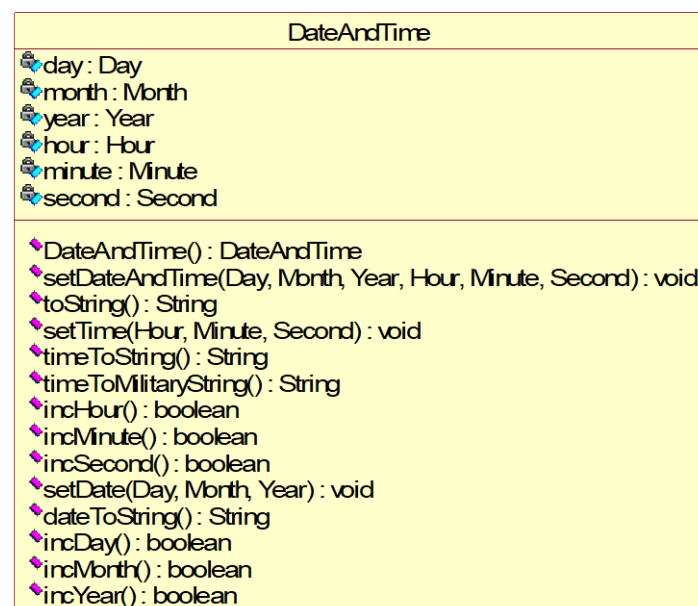 DateAndTime
day : Day
month : Month
year : Year
hour : Hour
minute : Minute
second : Second
DateAndTime() : DateAndTime
setDateAndTime(Day, Month, Year, Hour, Minute, Second) : void
toString() : String
setTime(Hour, Minute, Second) : void
timeToString() : String
timeToMilitaryString() : String
incHour() : boolean
incMinute() : boolean
incSecond() : boolean
setDate(Day, Month, Year) : void
dateToString() : String
incDay() : boolean
incMonth() : boolean
incYear() : boolean